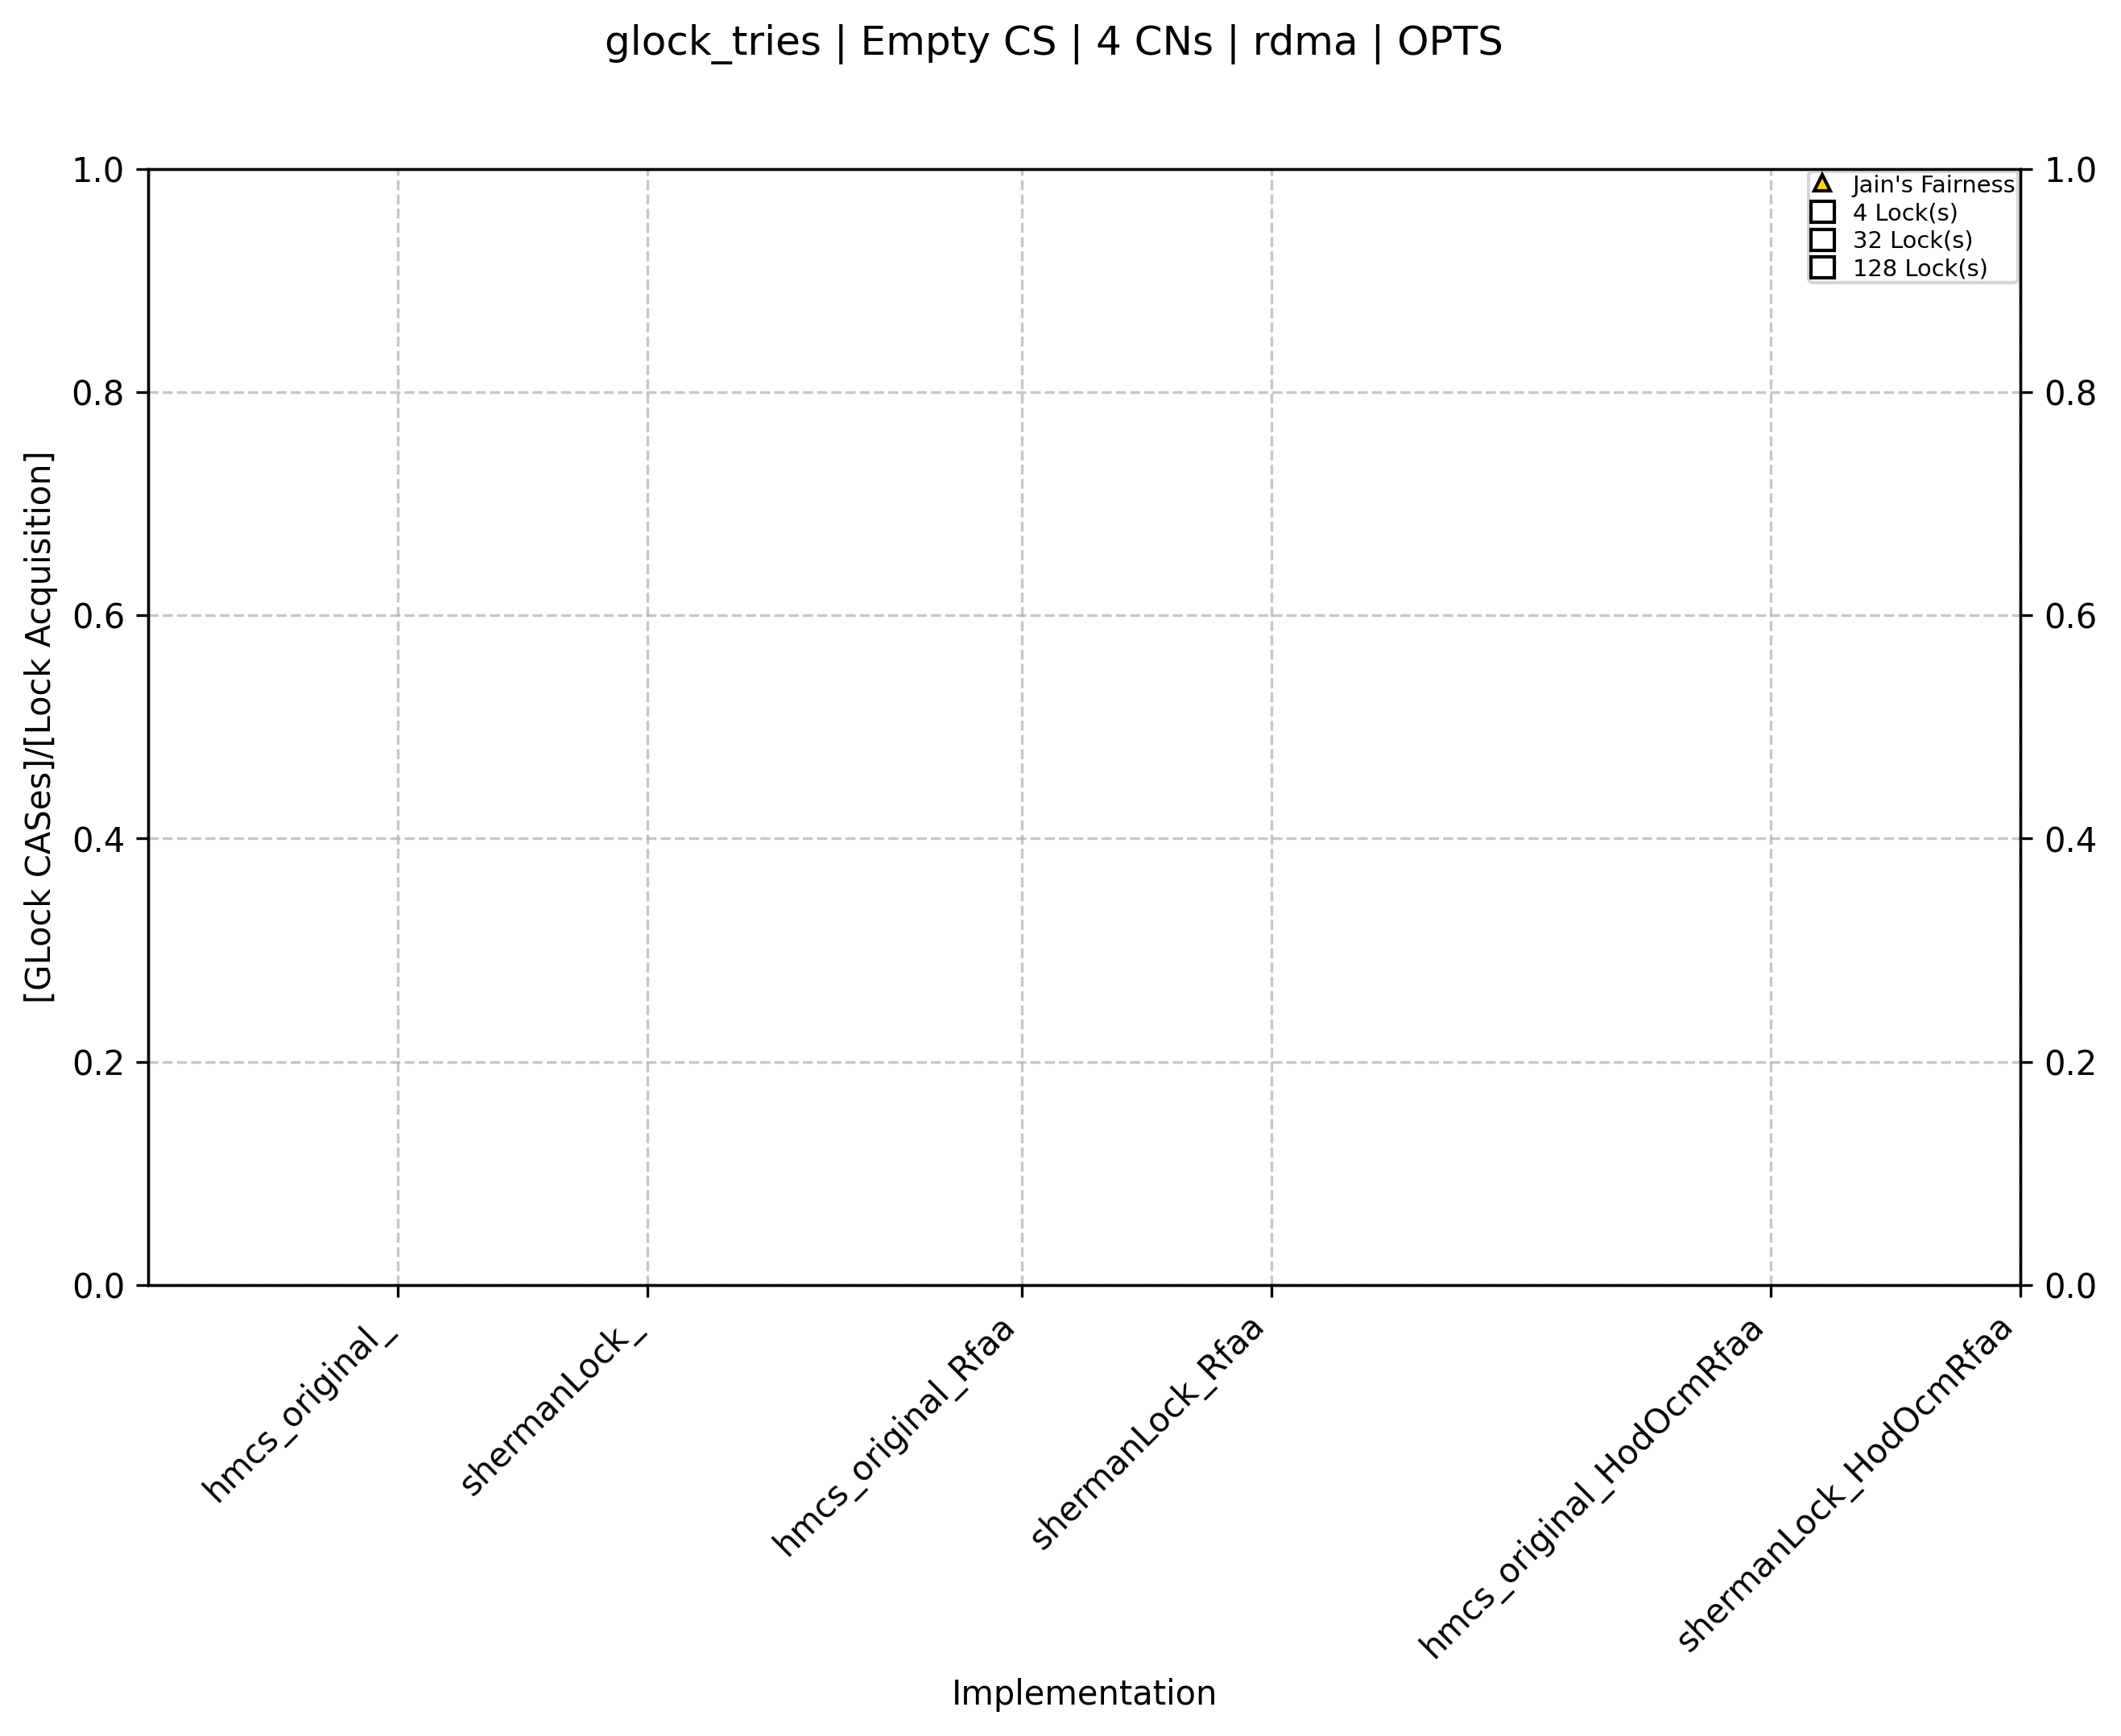 glock_tries | Empty CS | 4 CNs | rdma | OPTS
1.0
0.8
0.6
0.4
0.2
0.0
[GLock CASes]/[Lock Acquisition]
1.0
0.8
0.6
0.4
0.2
0.0
Jain's Fairness
4 Lock(s)
32 Lock(s)
128 Lock(s)
hmcs_original_
shermanLock_
hmcs_original_Rfaa
shermanLock_Rfaa
hmcs_original_HodOcmRfaa
shermanLock_HodOcmRfaa
Implementation